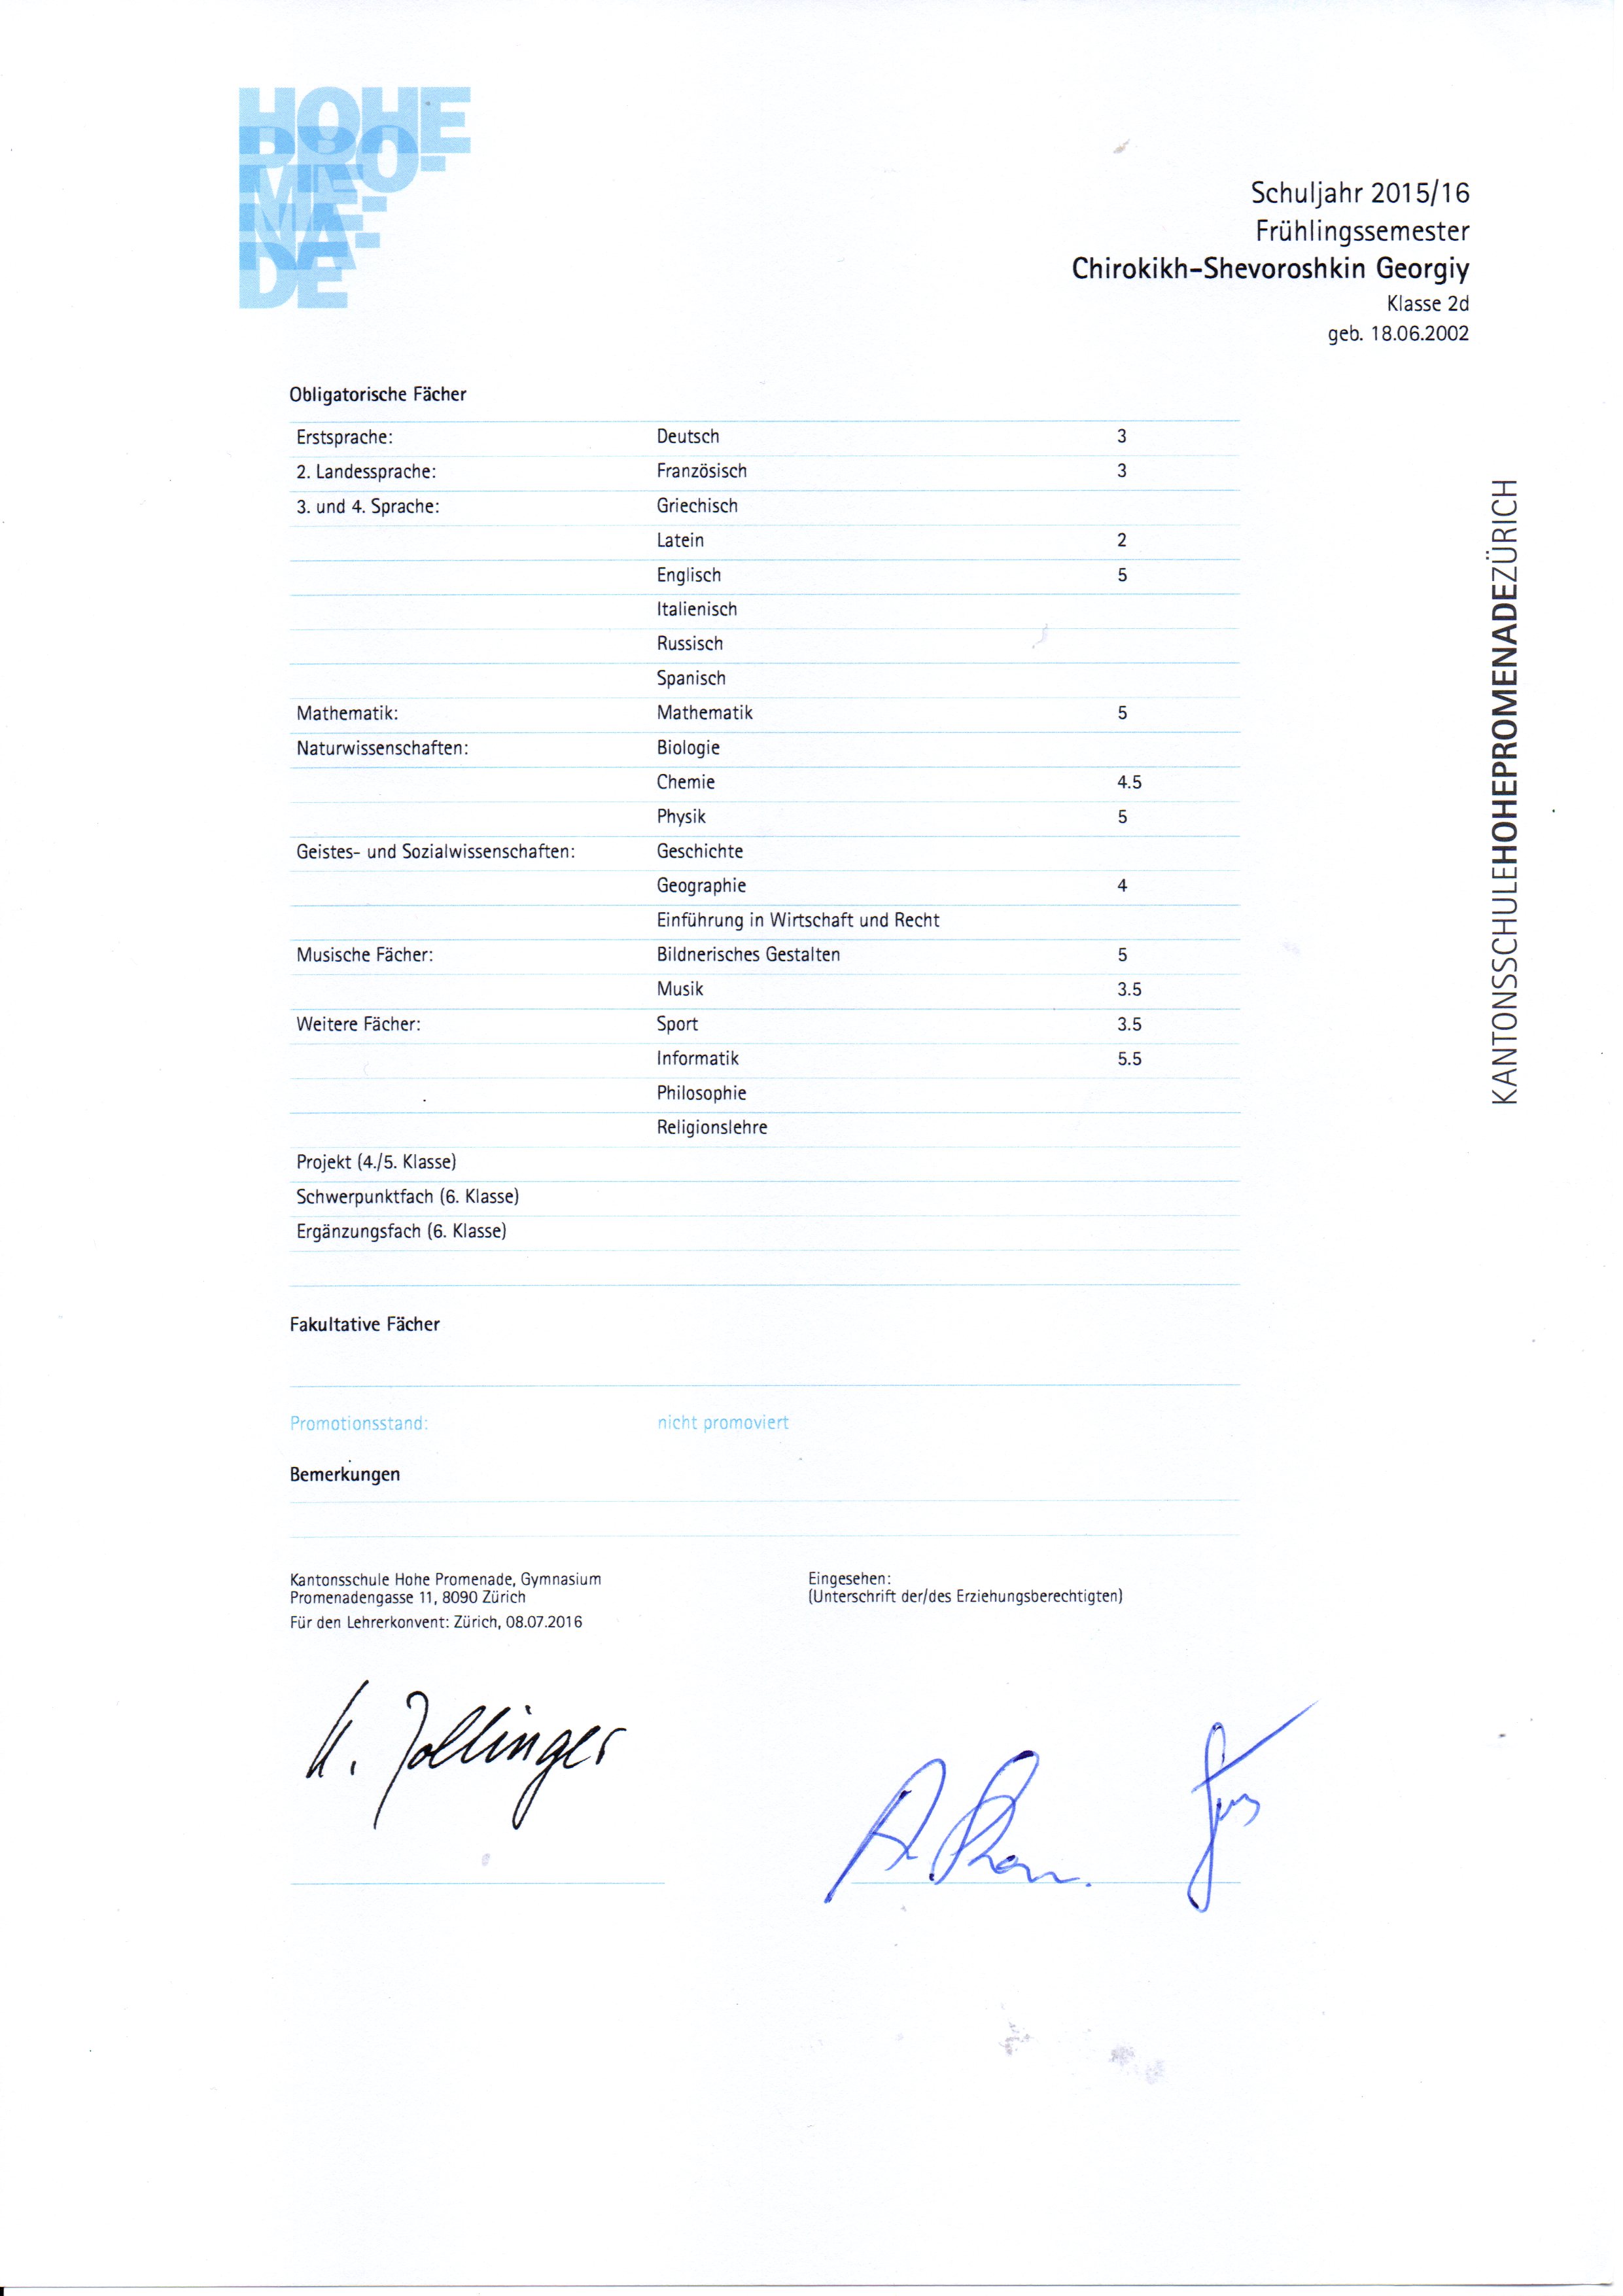 HOHE
PRO-
ME-
NA-
DE
Schuljahr 2015/16
Frühlingssemester
Chirokikh-Shevoroshkin Georgiy
Klasse 2d
geb. 18.06.2002
KANTONSSCHULEHOHEPROMENADEZÜRICH
Obligatorische Fächer
Erstsprache: Deutsch 3
2. Landessprache: Französisch 3
3. und 4. Sprache: Griechisch
Latein 2
Englisch 5
Italienisch
Russisch
Spanisch
Mathematik: Mathematik 5
Naturwissenschaften: Biologie
Chemie 4.5
Physik 5
Geistes- und Sozialwissenschaften: Geschichte
Geographie 4
Einführung in Wirtschaft und Recht
Musische Fächer: Bildnerisches Gestalten 5
Musik 3.5
Weitere Fächer: Sport 3.5
Informatik 5.5
Philosophie
Religionslehre
Projekt (4./5. Klasse)
Schwerpunktfach (6. Klasse)
Ergänzungsfach (6. Klasse)
Fakultative Fächer
Promotionsstand: nicht promoviert
Bemerkungen
Kantonsschule Hohe Promenade, Gymnasium
Promenadengasse 11, 8090 Zürich
Für den Lehrerkonvent: Zürich, 08.07.2016
Eingesehen:
(Unterschrift der/des Erziehungsberechtigten)
Zollinger